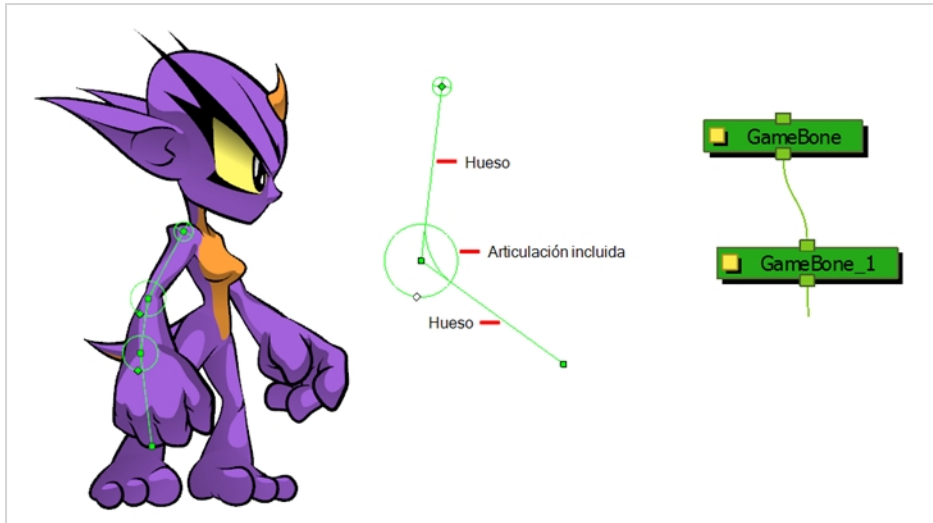 Hueso
Articulación incluida
Hueso
GameBone
GameBone_1